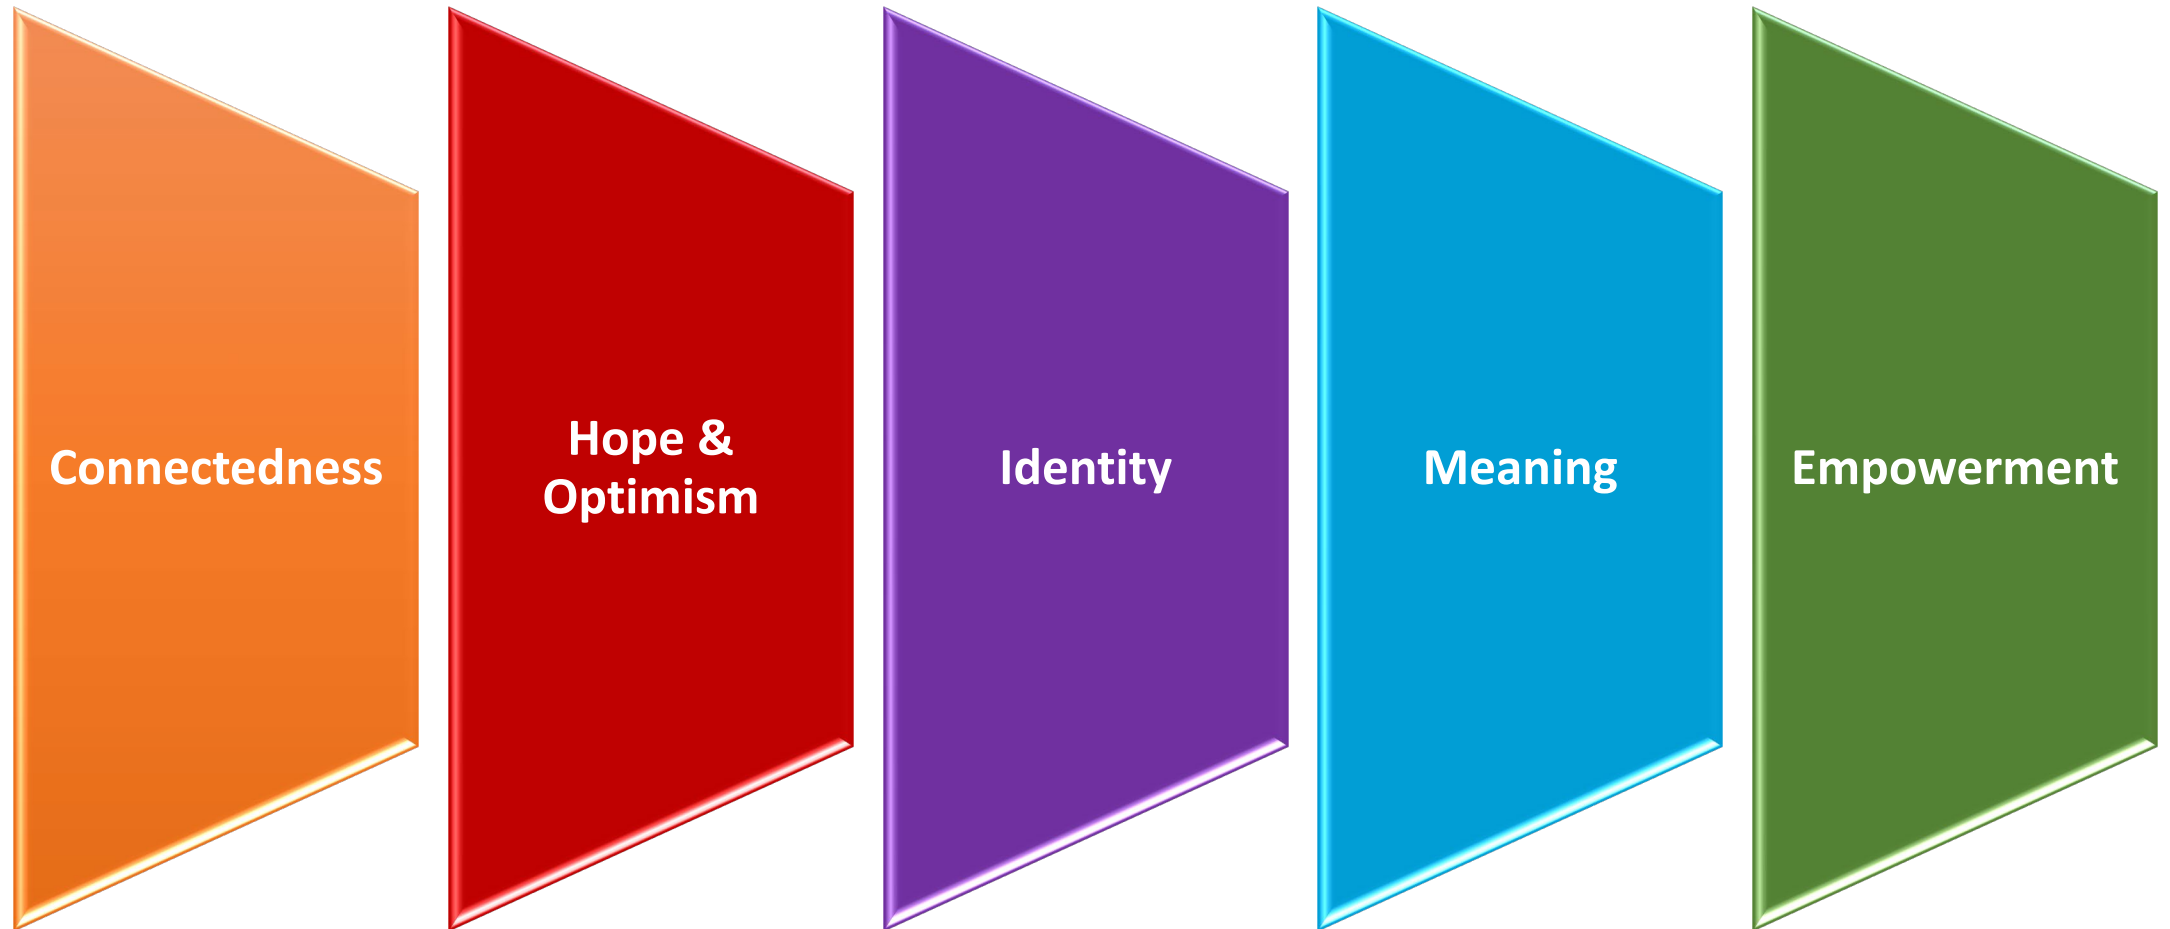 Connectedness
Hope &
Optimism
Identity
Meaning
Empowerment